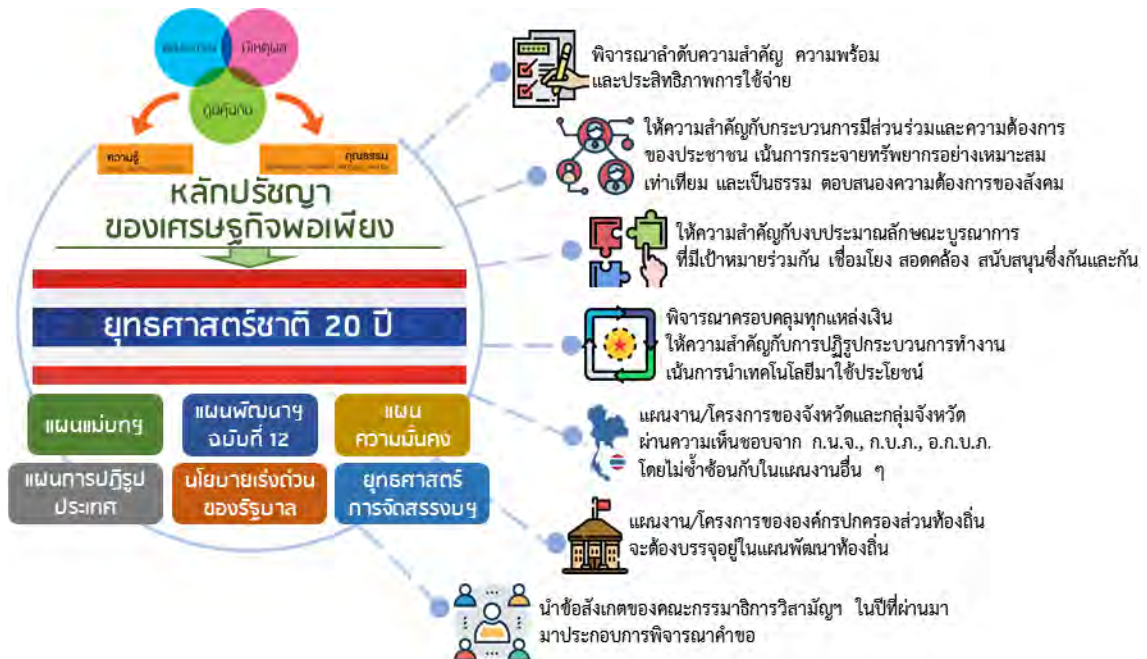 มีเหตุผล
ภูมิคุ้มกัน
ความรู้
คุณธรรม
หลักปรัชญา
ของเศรษฐกิจพอเพียง
ยุทธศาสตร์ชาติ 20 ปี
แผนแม่บทฯ
แผนพัฒนาฯ
ฉบับที่ 12
แผน
ความมั่นคง
แผนการปฏิรูป
ประเทศ
นโยบายเร่งด่วน
ของรัฐบาล
ยุทธศาสตร์
การจัดสรรงบฯ
พิจารณาลำดับความสำคัญ ความพร้อม
และประสิทธิภาพการใช้จ่าย
ให้ความสำคัญกับกระบวนการมีส่วนร่วมและความต้องการ
ของประชาชน เน้นการกระจายทรัพยากรอย่างเหมาะสม
เท่าเทียม และเป็นธรรม ตอบสนองความต้องการของสังคม
ให้ความสำคัญกับงบประมาณลักษณะบูรณาการ
ที่มีเป้าหมายร่วมกัน เชื่อมโยง สอดคล้อง สนับสนุนซึ่งกันและกัน
พิจารณาครอบคลุมทุกแหล่งเงิน
ให้ความสำคัญกับการปฏิรูปกระบวนการทำงาน
เน้นการนำเทคโนโลยีมาใช้ประโยชน์
แผนงาน/โครงการของจังหวัดและกลุ่มจังหวัด
ผ่านความเห็นชอบจาก ก.น.จ., ก.บ.ภ., อ.ก.บ.ภ.
โดยไม่ซ้ำซ้อนกับในแผนงานอื่น ๆ
แผนงาน/โครงการขององค์กรปกครองส่วนท้องถิ่น
จะต้องบรรจุอยู่ในแผนพัฒนาท้องถิ่น
นำข้อสังเกตของคณะกรรมาธิการวิสามัญฯ ในปีที่ผ่านมา
มาประกอบการพิจารณาคำขอ